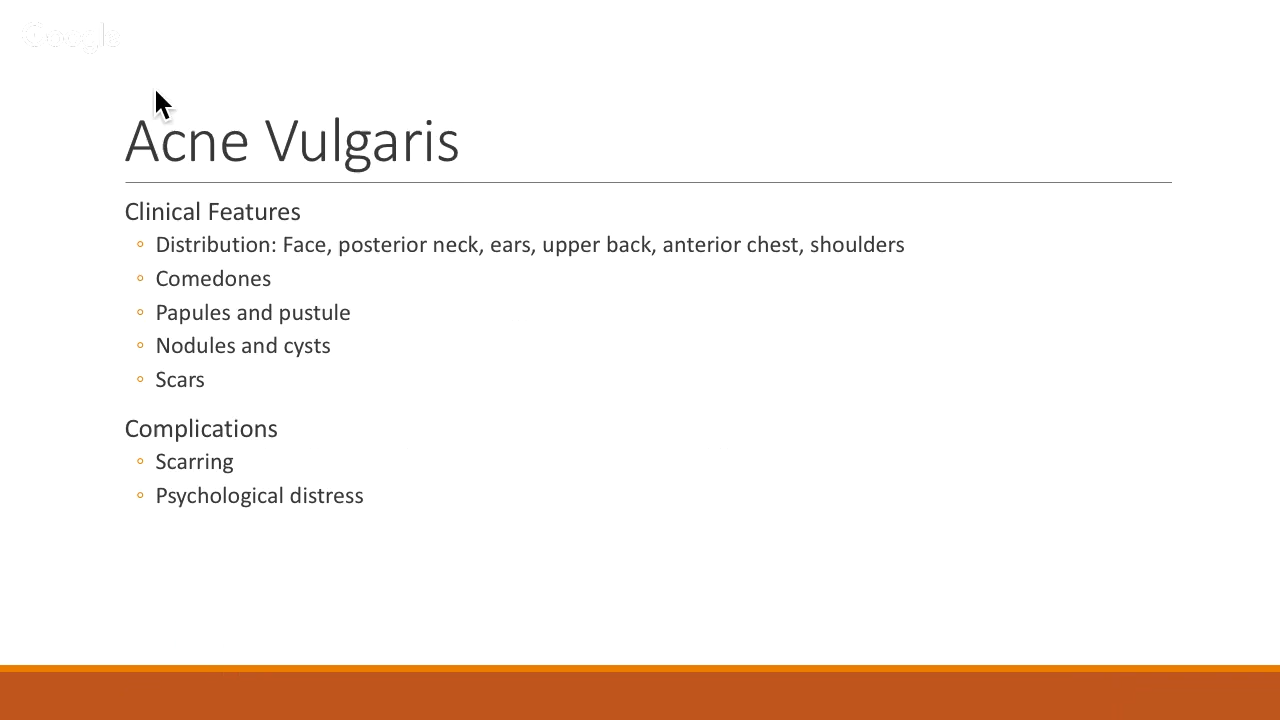 Google
Acne Vulgaris
Clinical Features
◦ Distribution: Face, posterior neck, ears, upper back, anterior chest, shoulders
◦ Comedones
◦ Papules and pustule
◦ Nodules and cysts
◦ Scars
Complications
◦ Scarring
◦ Psychological distress